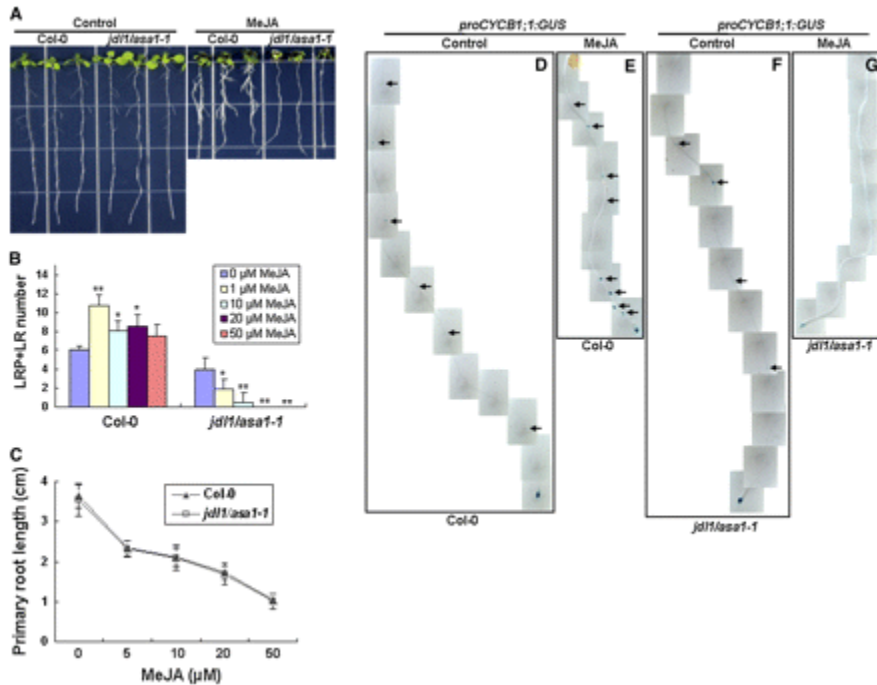 A
Control
MeJA
Col-0 jdl1/asa1-1
Col-0 jdl1/asa1-1
B
LRP+LR number
14
12
10
8
6
4
2
0
**
*
*
*
**
** **
0 µM MeJA
1 µM MeJA
10 µM MeJA
20 µM MeJA
50 µM MeJA
Col-0
jdl1/asa1-1
C
Primary root length (cm)
4
3
2
1
0
Col-0
jdl1/asa1-1
0 5 10 20 50
MeJA (µM)
proCYCB1;1:GUS
Control
MeJA
D
E
Col-0
Col-0
proCYCB1;1:GUS
Control
MeJA
F
G
jdl1/asa1-1
jdl1/asa1-1